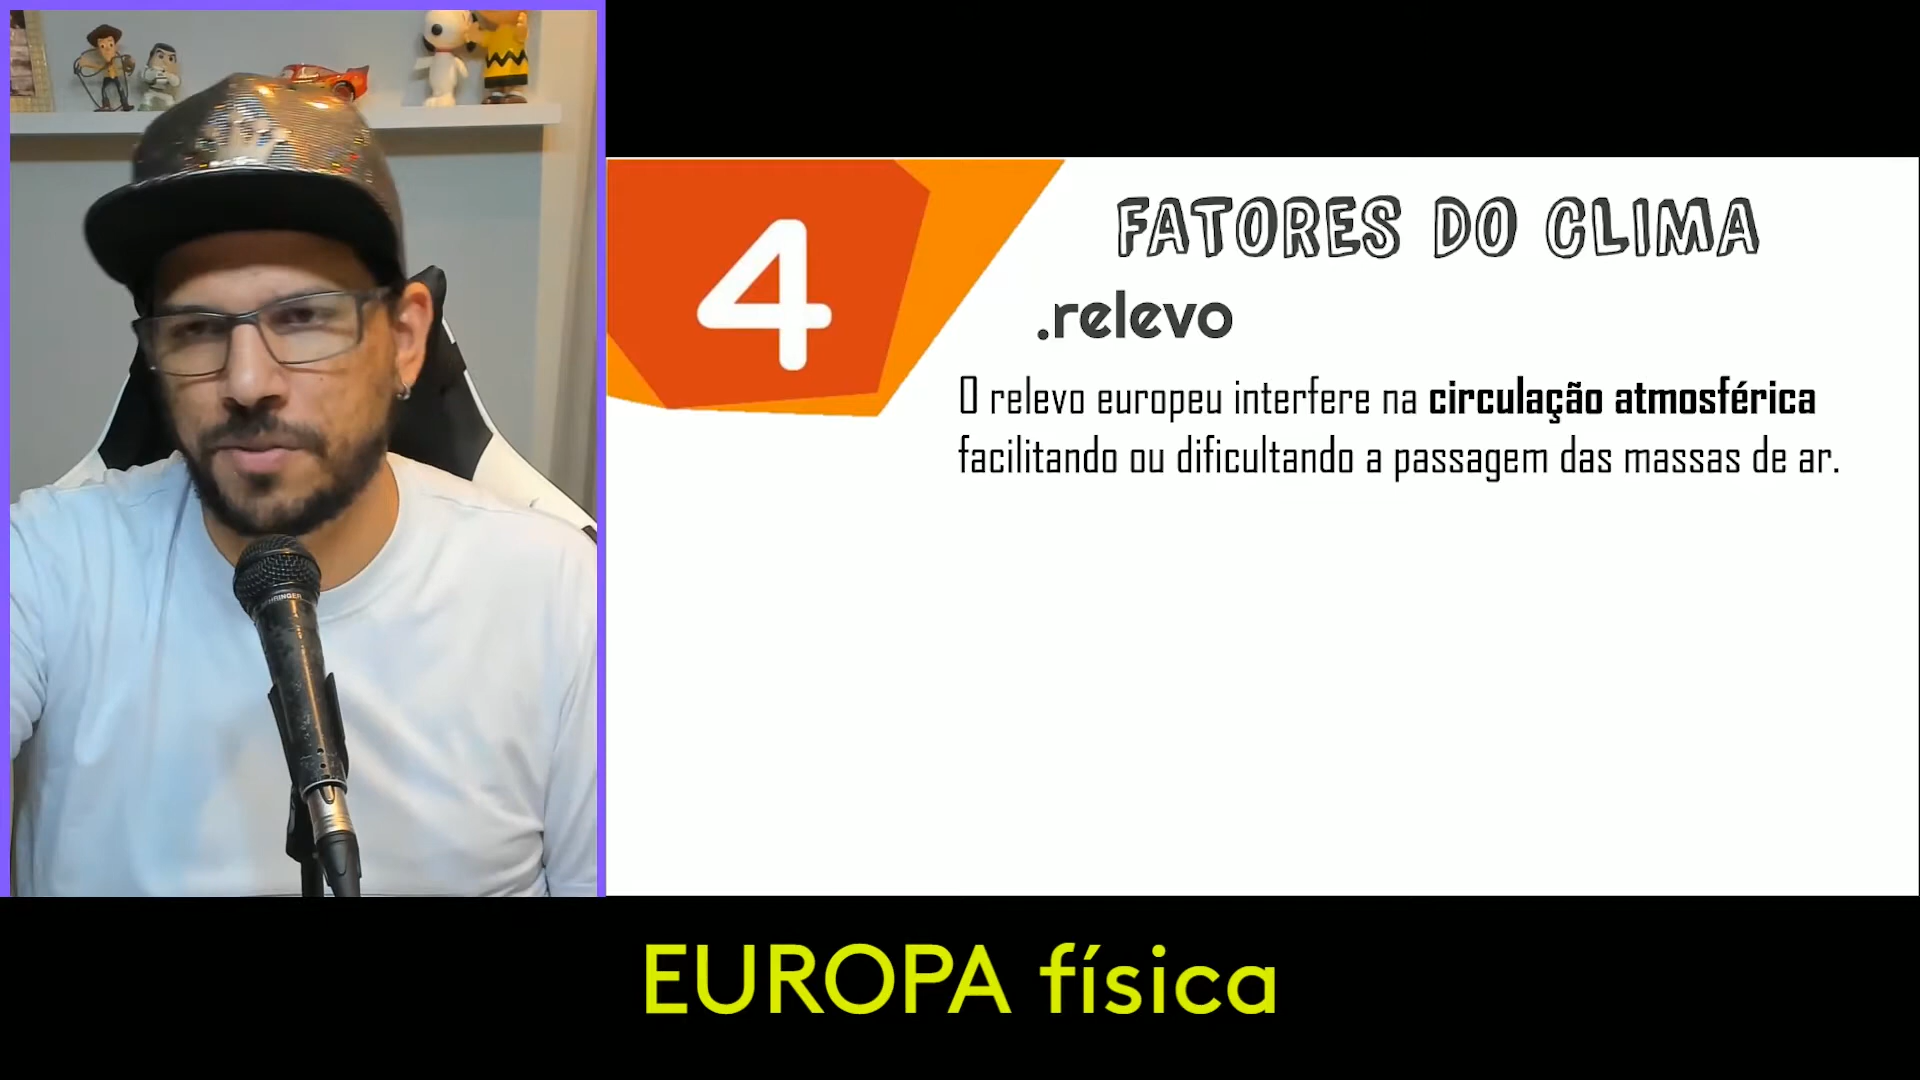 4
FATORES DO CLIMA
.relevo
O relevo europeu interfere na circulação atmosférica
facilitando ou dificultando a passagem das massas de ar.
EUROPA física